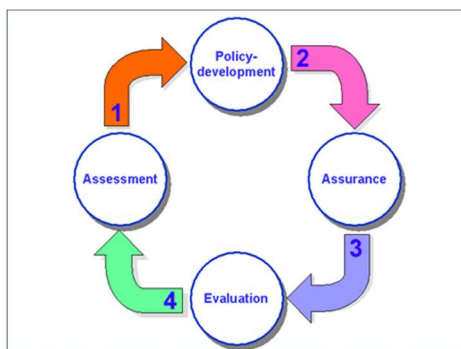 Policy-
development
2
1
Assessment
Assurance
3
Evaluation
4